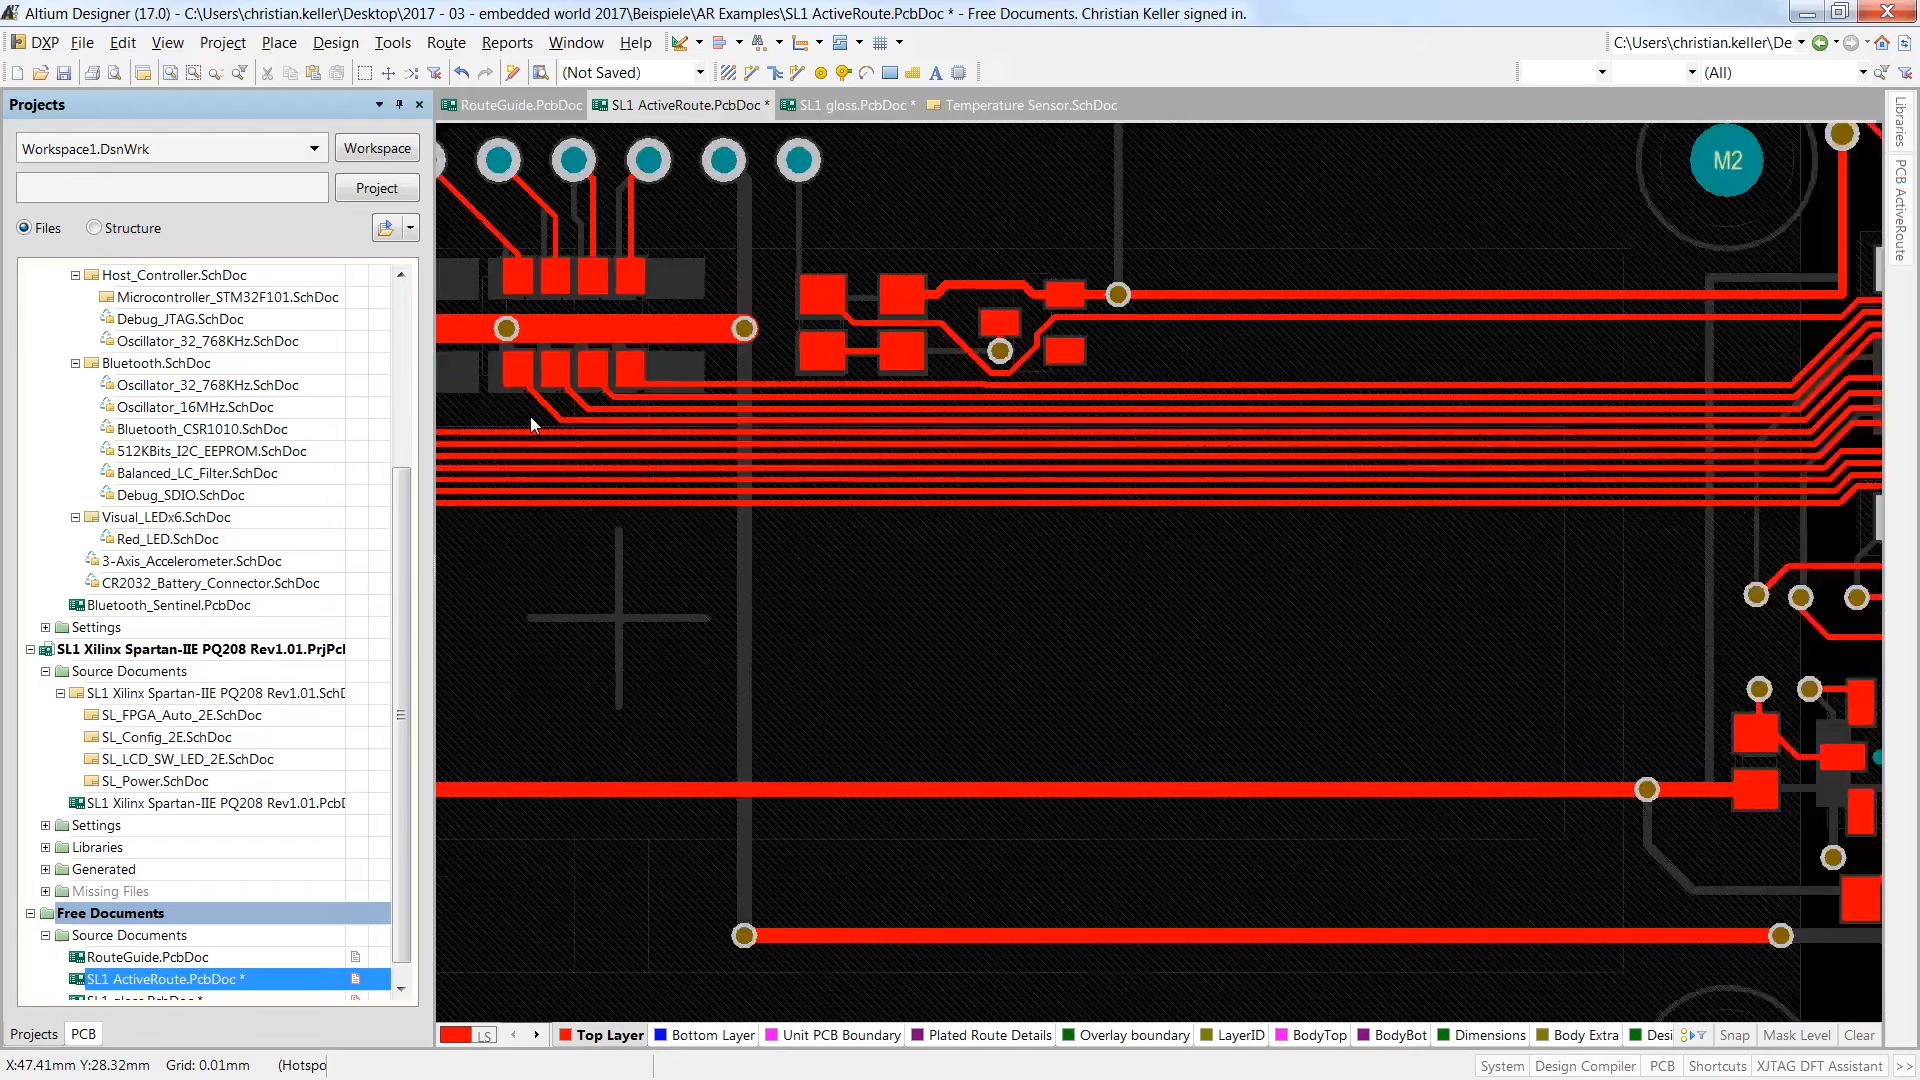 Altium Designer (17.0) - C:\Users\christian.keller\Desktop\2017 - 03 - embedded world 2017\Beispiele\AR Examples\SL1 ActiveRoute.PcbDoc * - Free Documents. Christian Keller signed in.
DXP File Edit View Project Place Design Tools Route Reports Window Help C:\Users\christian.keller\De
(Not Saved) A (All)
Projects
RouteGuide.PcbDoc SL1 ActiveRoute.PcbDoc * SL1 gloss.PcbDoc * Temperature Sensor.SchDoc
Workspace1.DsnWrk Workspace
Project
Files Structure
Host_Controller.SchDoc
Microcontroller_STM32F101.SchDoc
Debug_JTAG.SchDoc
Oscillator_32_768KHz.SchDoc
Bluetooth.SchDoc
Oscillator_32_768KHz.SchDoc
Oscillator_16MHz.SchDoc
Bluetooth_CSR1010.SchDoc
512KBits_I2C_EEPROM.SchDoc
Balanced_LC_Filter.SchDoc
Debug_SDIO.SchDoc
Visual_LEDx6.SchDoc
Red_LED.SchDoc
3-Axis_Accelerometer.SchDoc
CR2032_Battery_Connector.SchDoc
Bluetooth_Sentinel.PcbDoc
Settings
SL1 Xilinx Spartan-IIE PQ208 Rev1.01.PrjPcl
Source Documents
SL1 Xilinx Spartan-IIE PQ208 Rev1.01.SchD
SL_FPGA_Auto_2E.SchDoc
SL_Config_2E.SchDoc
SL_LCD_SW_LED_2E.SchDoc
SL_Power.SchDoc
SL1 Xilinx Spartan-IIE PQ208 Rev1.01.PcbD
Settings
Libraries
Generated
Missing Files
Free Documents
Source Documents
RouteGuide.PcbDoc
SL1 ActiveRoute.PcbDoc *
SL1 gloss.PcbDoc *
Projects PCB
M2
Libraries
PCB ActiveRoute
LS Top Layer Bottom Layer Unit PCB Boundary Plated Route Details Overlay boundary LayerID BodyTop BodyBot Dimensions Body Extra Desi Snap Mask Level Clear
X:47.41mm Y:28.32mm Grid: 0.01mm (Hotspo
System Design Compiler PCB Shortcuts XJTAG DFT Assistant >>